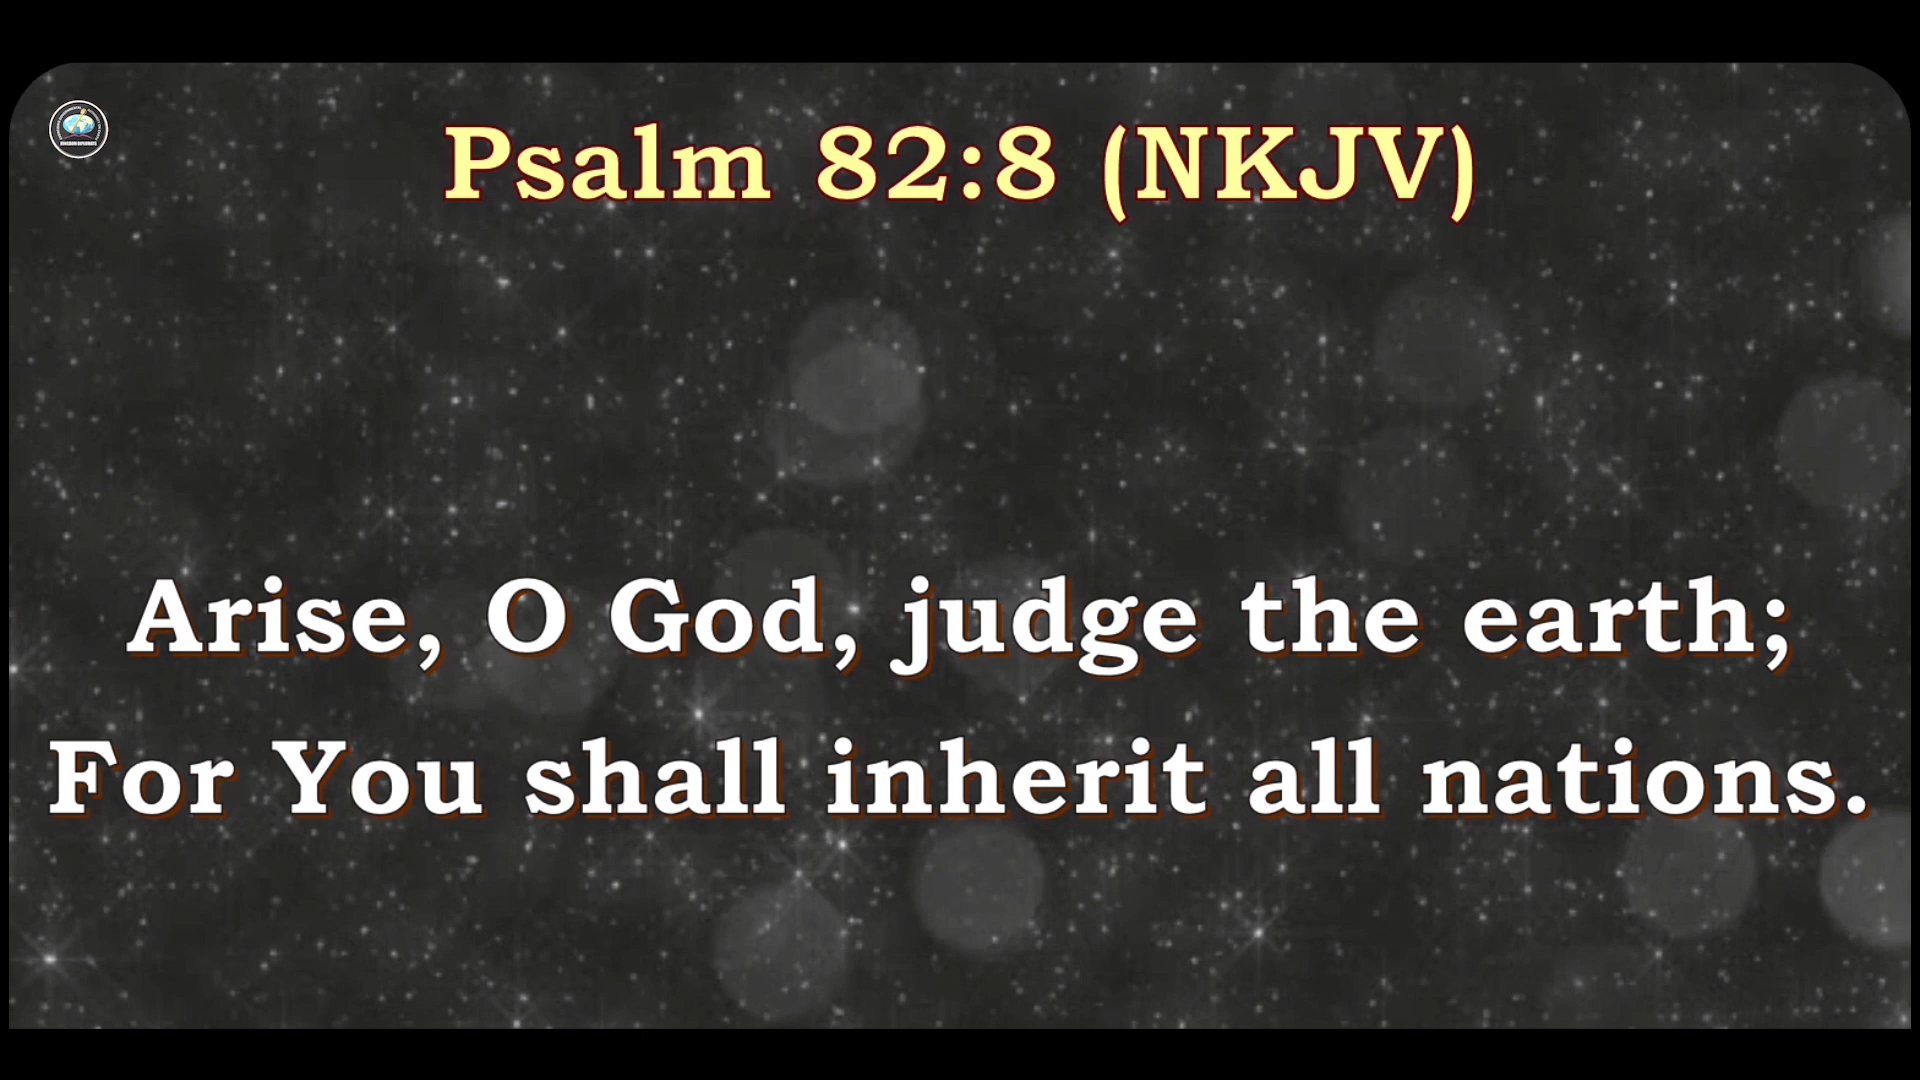 Psalm 82:8 (NKJV)
Arise, O God, judge the earth;
For You shall inherit all nations.